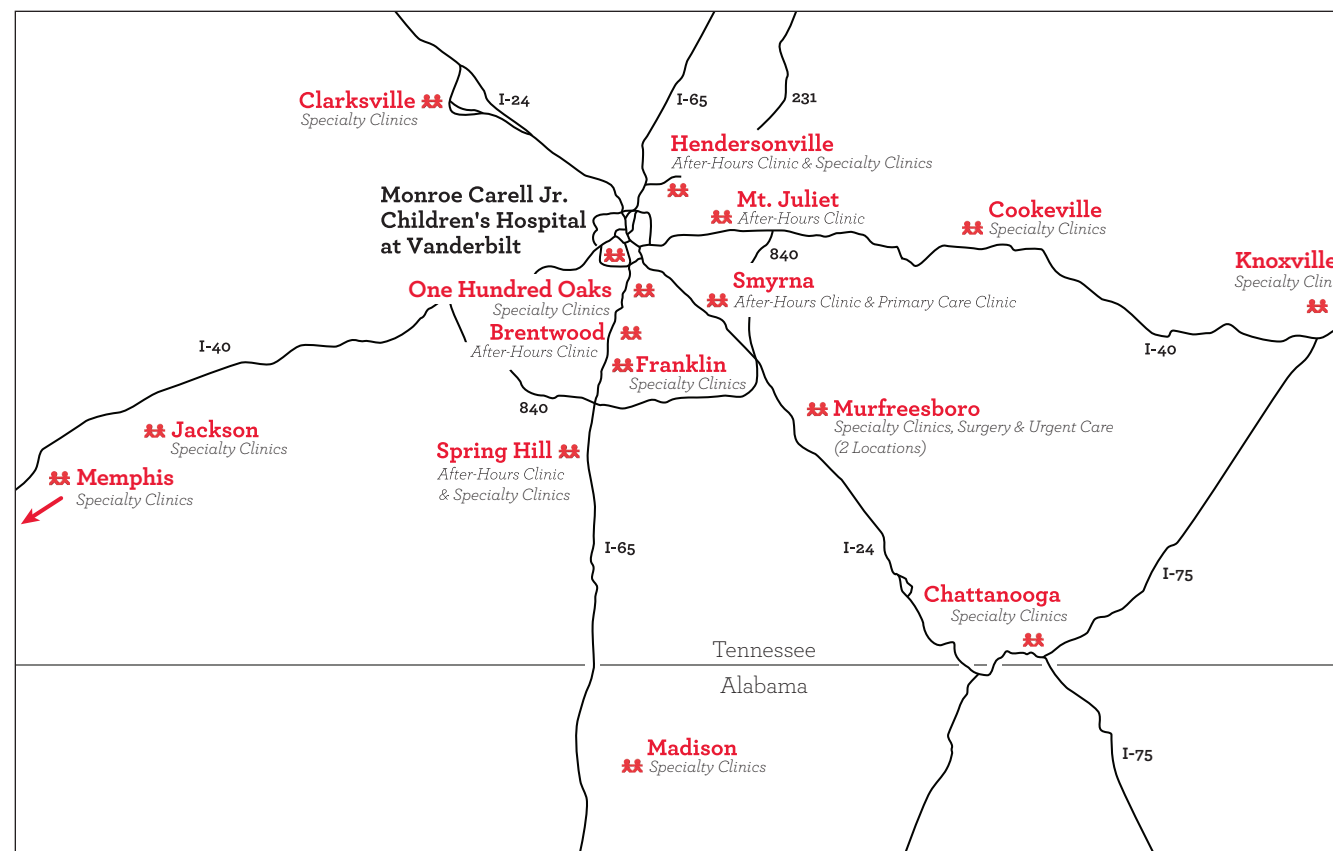 Clarksville
Specialty Clinics
I-24
I-65
231
Hendersonville
After-Hours Clinic & Specialty Clinics
Monroe Carell Jr.
Children's Hospital
at Vanderbilt
Mt. Juliet
After-Hours Clinic
Cookeville
Specialty Clinics
840
Knoxville
Specialty Clin
One Hundred Oaks
Specialty Clinics
Smyrna
After-Hours Clinic & Primary Care Clinic
Brentwood
After-Hours Clinic
I-40
I-40
Franklin
Specialty Clinics
840
Murfreesboro
Specialty Clinics, Surgery & Urgent Care
(2 Locations)
Jackson
Specialty Clinics
Spring Hill
After-Hours Clinic
& Specialty Clinics
Memphis
Specialty Clinics
I-65
I-24
I-75
Chattanooga
Specialty Clinics
Tennessee
Alabama
Madison
Specialty Clinics
I-75